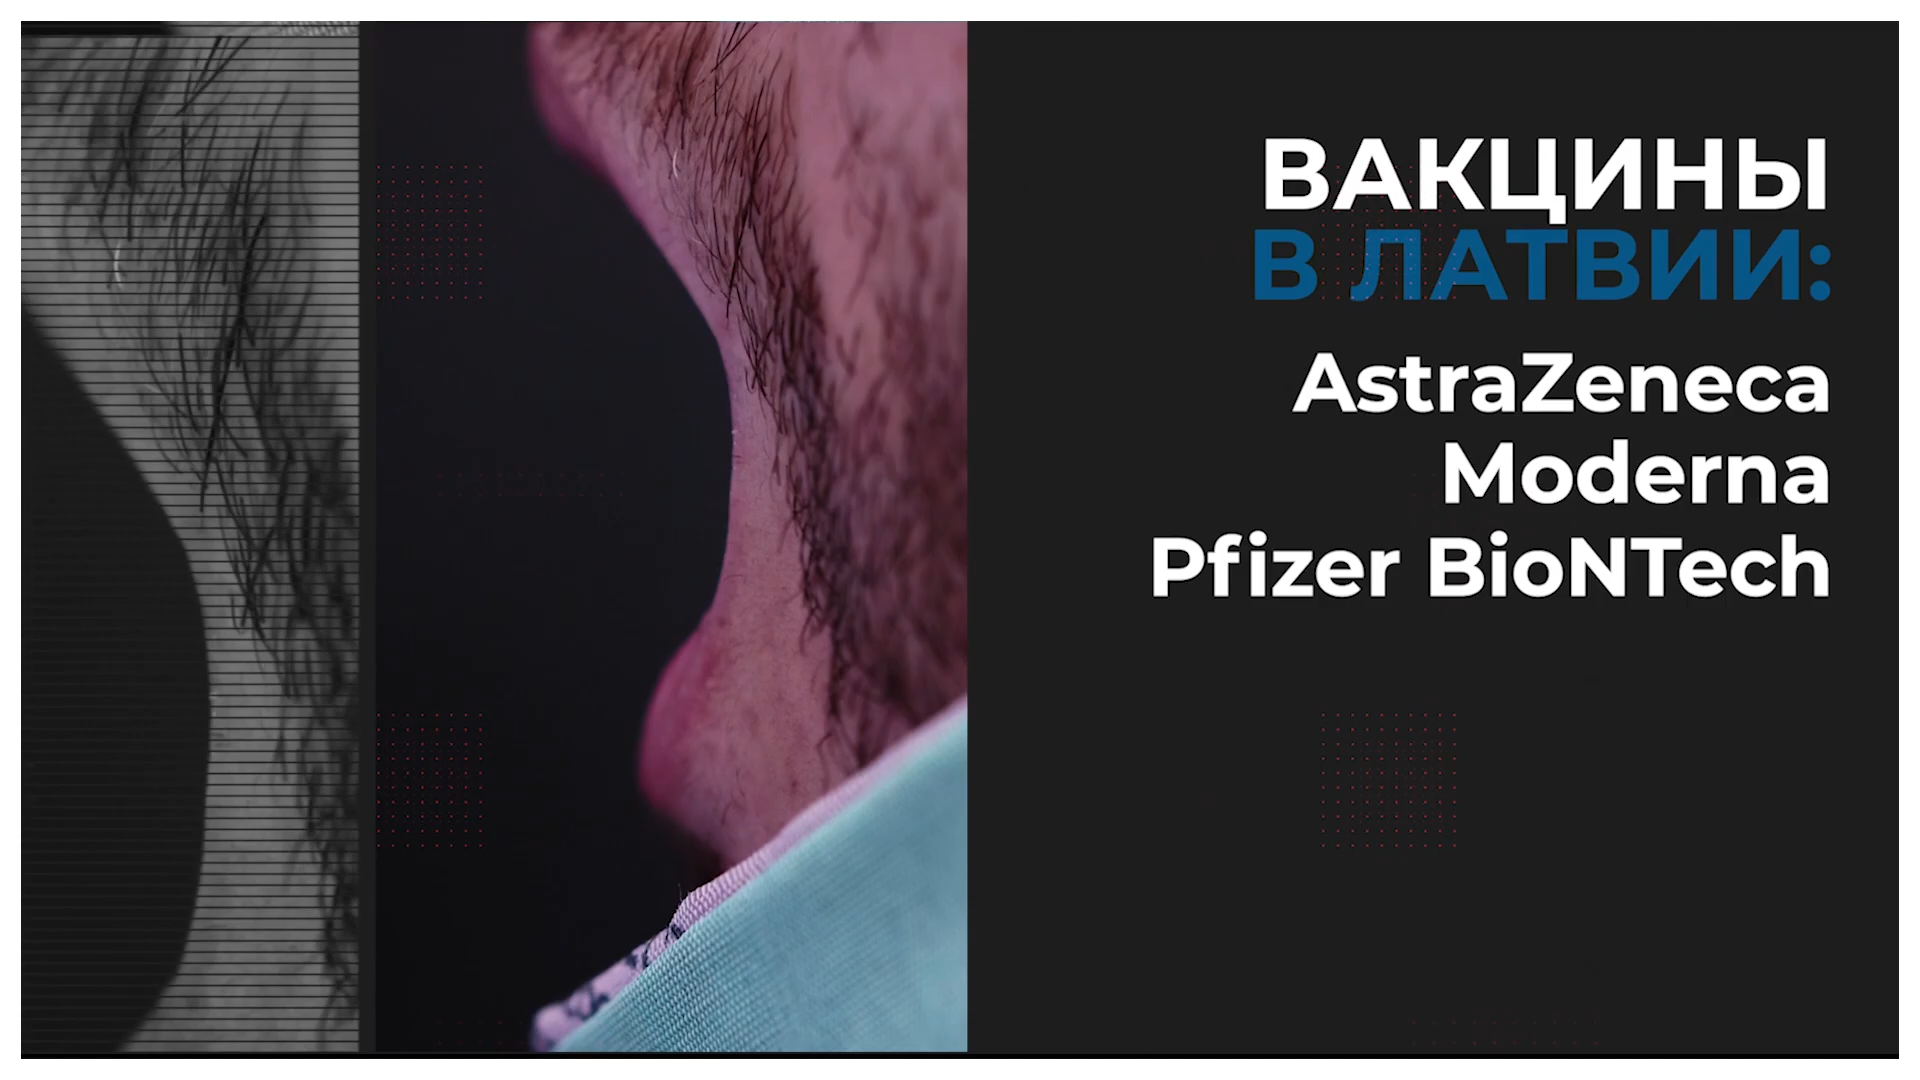 ВАКЦИНЫ
В ЛАТВИИ:
AstraZeneca
Moderna
Pfizer BioNTech